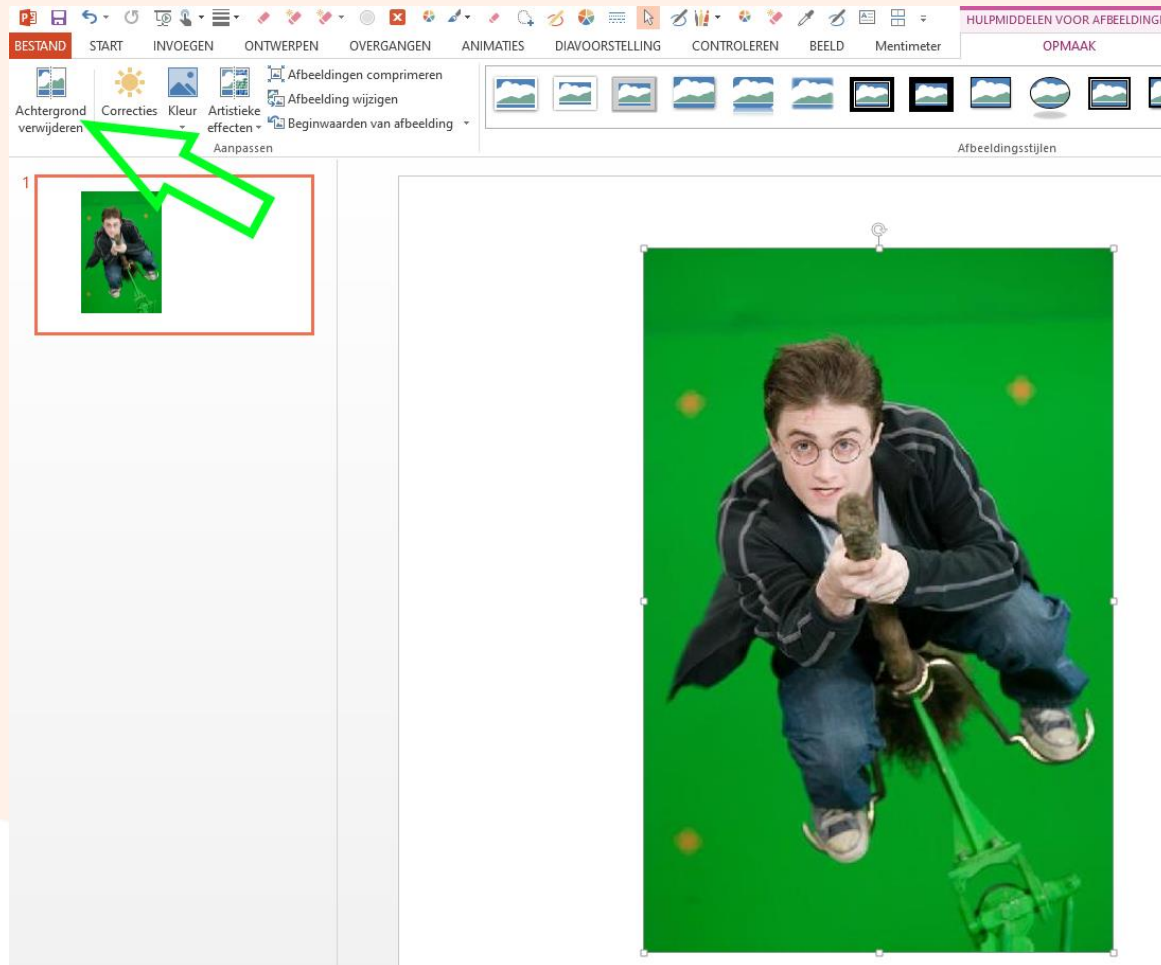 HULPMIDDELEN VOOR AFBEELDINGE
BESTAND START INVOEGEN ONTWERPEN OVERGANGEN ANIMATIES DIAVOORSTELLING CONTROLEREN BEELD Mentimeter OPMAAK
Achtergrond verwijderen
Correcties
Kleur
Artistieke effecten
Afbeeldingen comprimeren
Afbeelding wijzigen
Beginwaarden van afbeelding
Aanpassen
Afbeeldingsstijlen
1